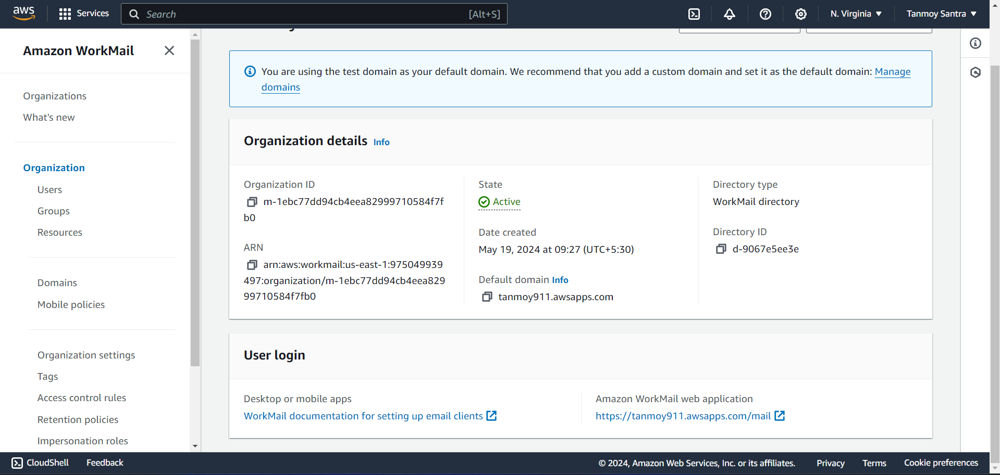 aws
Services
Search
[Alt+S]
N. Virginia
Tanmoy Santra
Amazon WorkMail
Organizations
What's new
Organization
Users
Groups
Resources
Domains
Mobile policies
Organization settings
Tags
Access control rules
Retention policies
Impersonation roles
You are using the test domain as your default domain. We recommend that you add a custom domain and set it as the default domain: Manage
domains
Organization details Info
Organization ID
m-1ebc77dd94cb4eea82999710584f7f
b0
ARN
arn:aws:workmail:us-east-1:975049939
497:organization/m-1ebc77dd94cb4eea829
99710584f7fb0
State
Active
Date created
May 19, 2024 at 09:27 (UTC+5:30)
Default domain Info
tanmoy911.awsapps.com
Directory type
WorkMail directory
Directory ID
d-9067e5ee3e
User login
Desktop or mobile apps
WorkMail documentation for setting up email clients
Amazon WorkMail web application
https://tanmoy911.awsapps.com/mail
CloudShell
Feedback
© 2024, Amazon Web Services, Inc. or its affiliates.
Privacy
Terms
Cookie preferences